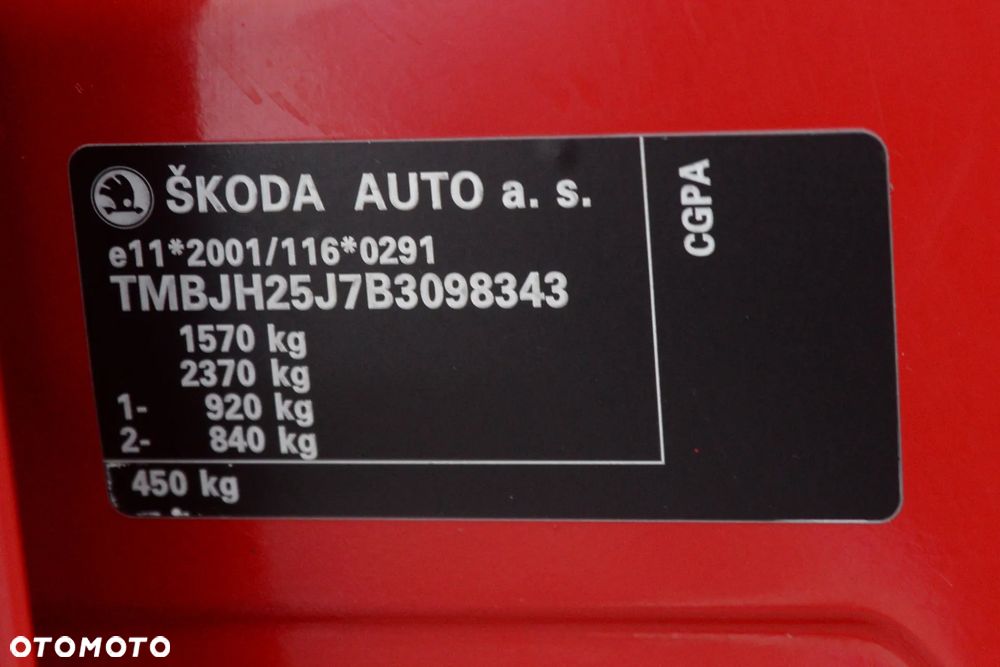 ŠKODA AUTO a. s.
e11*2001/116*0291
TMBJH25J7B3098343
1570 kg
2370 kg
1- 920 kg
2- 840 kg
450 kg
CGPA
OTOMOTO